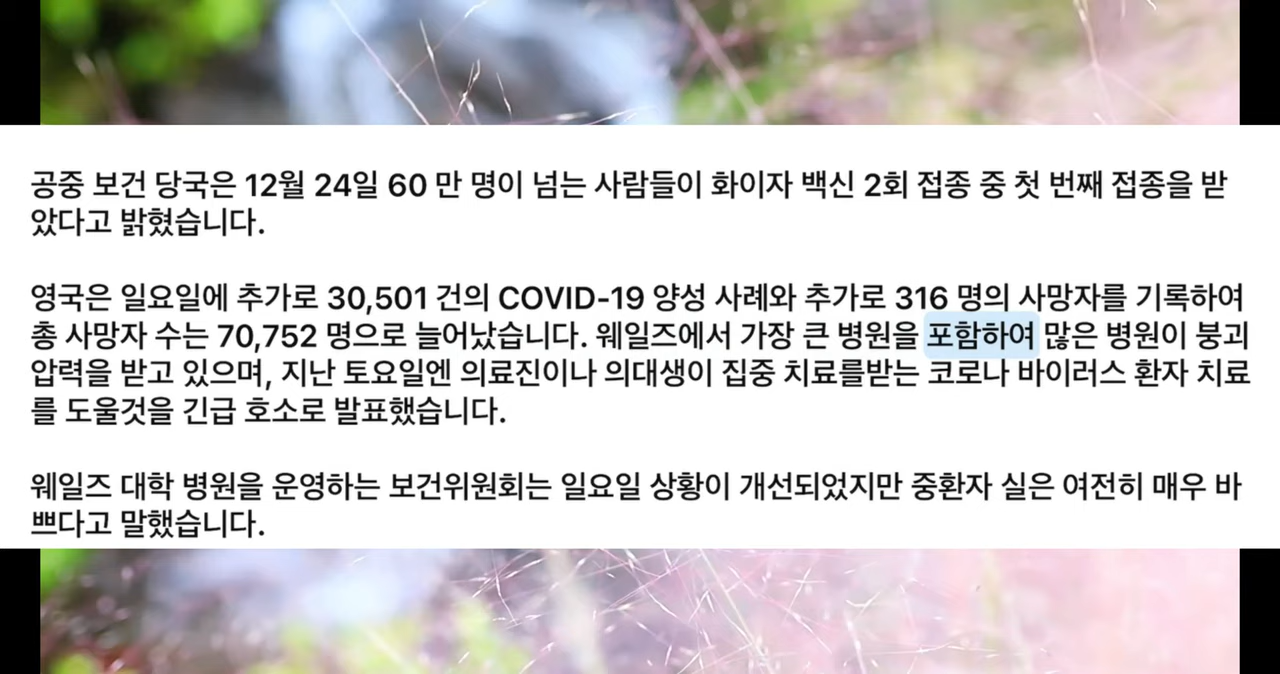 공중 보건 당국은 12월 24일 60 만 명이 넘는 사람들이 화이자 백신 2회 접종 중 첫 번째 접종을 받
았다고 밝혔습니다.
영국은 일요일에 추가로 30,501 건의 COVID-19 양성 사례와 추가로 316 명의 사망자를 기록하여
총 사망자 수는 70,752 명으로 늘어났습니다. 웨일즈에서 가장 큰 병원을 포함하여 많은 병원이 붕괴
압력을 받고 있으며, 지난 토요일엔 의료진이나 의대생이 집중 치료를받는 코로나 바이러스 환자 치료
를 도울것을 긴급 호소로 발표했습니다.
웨일즈 대학 병원을 운영하는 보건위원회는 일요일 상황이 개선되었지만 중환자 실은 여전히 매우 바
쁘다고 말했습니다.